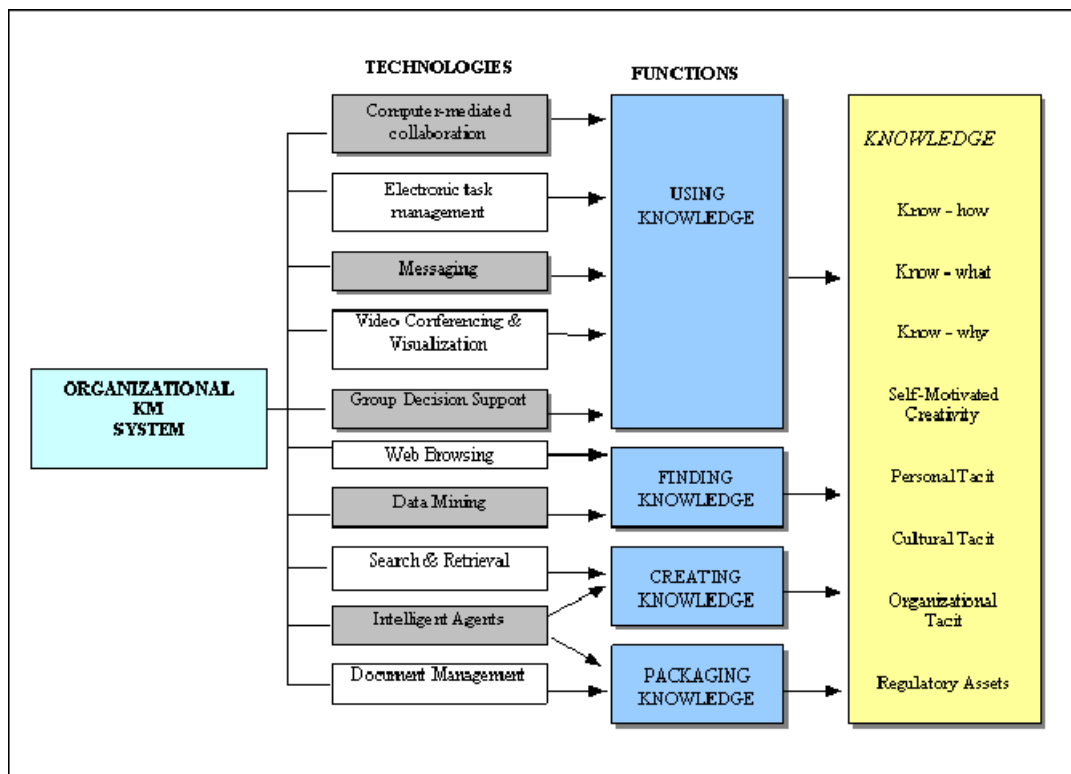 TECHNOLOGIES
FUNCTIONS
ORGANIZATIONAL
KM
SYSTEM
Computer-mediated
collaboration
Electronic task
management
Messaging
Video Conferencing &
Visualization
Group Decision Support
Web Browsing
Data Mining
Search & Retrieval
Intelligent Agents
Document Management
USING
KNOWLEDGE
FINDING
KNOWLEDGE
CREATING
KNOWLEDGE
PACKAGING
KNOWLEDGE
KNOWLEDGE
Know - how
Know - what
Know - why
Self-Motivated
Creativity
Personal Tacit
Cultural Tacit
Organizational
Tacit
Regulatory Assets